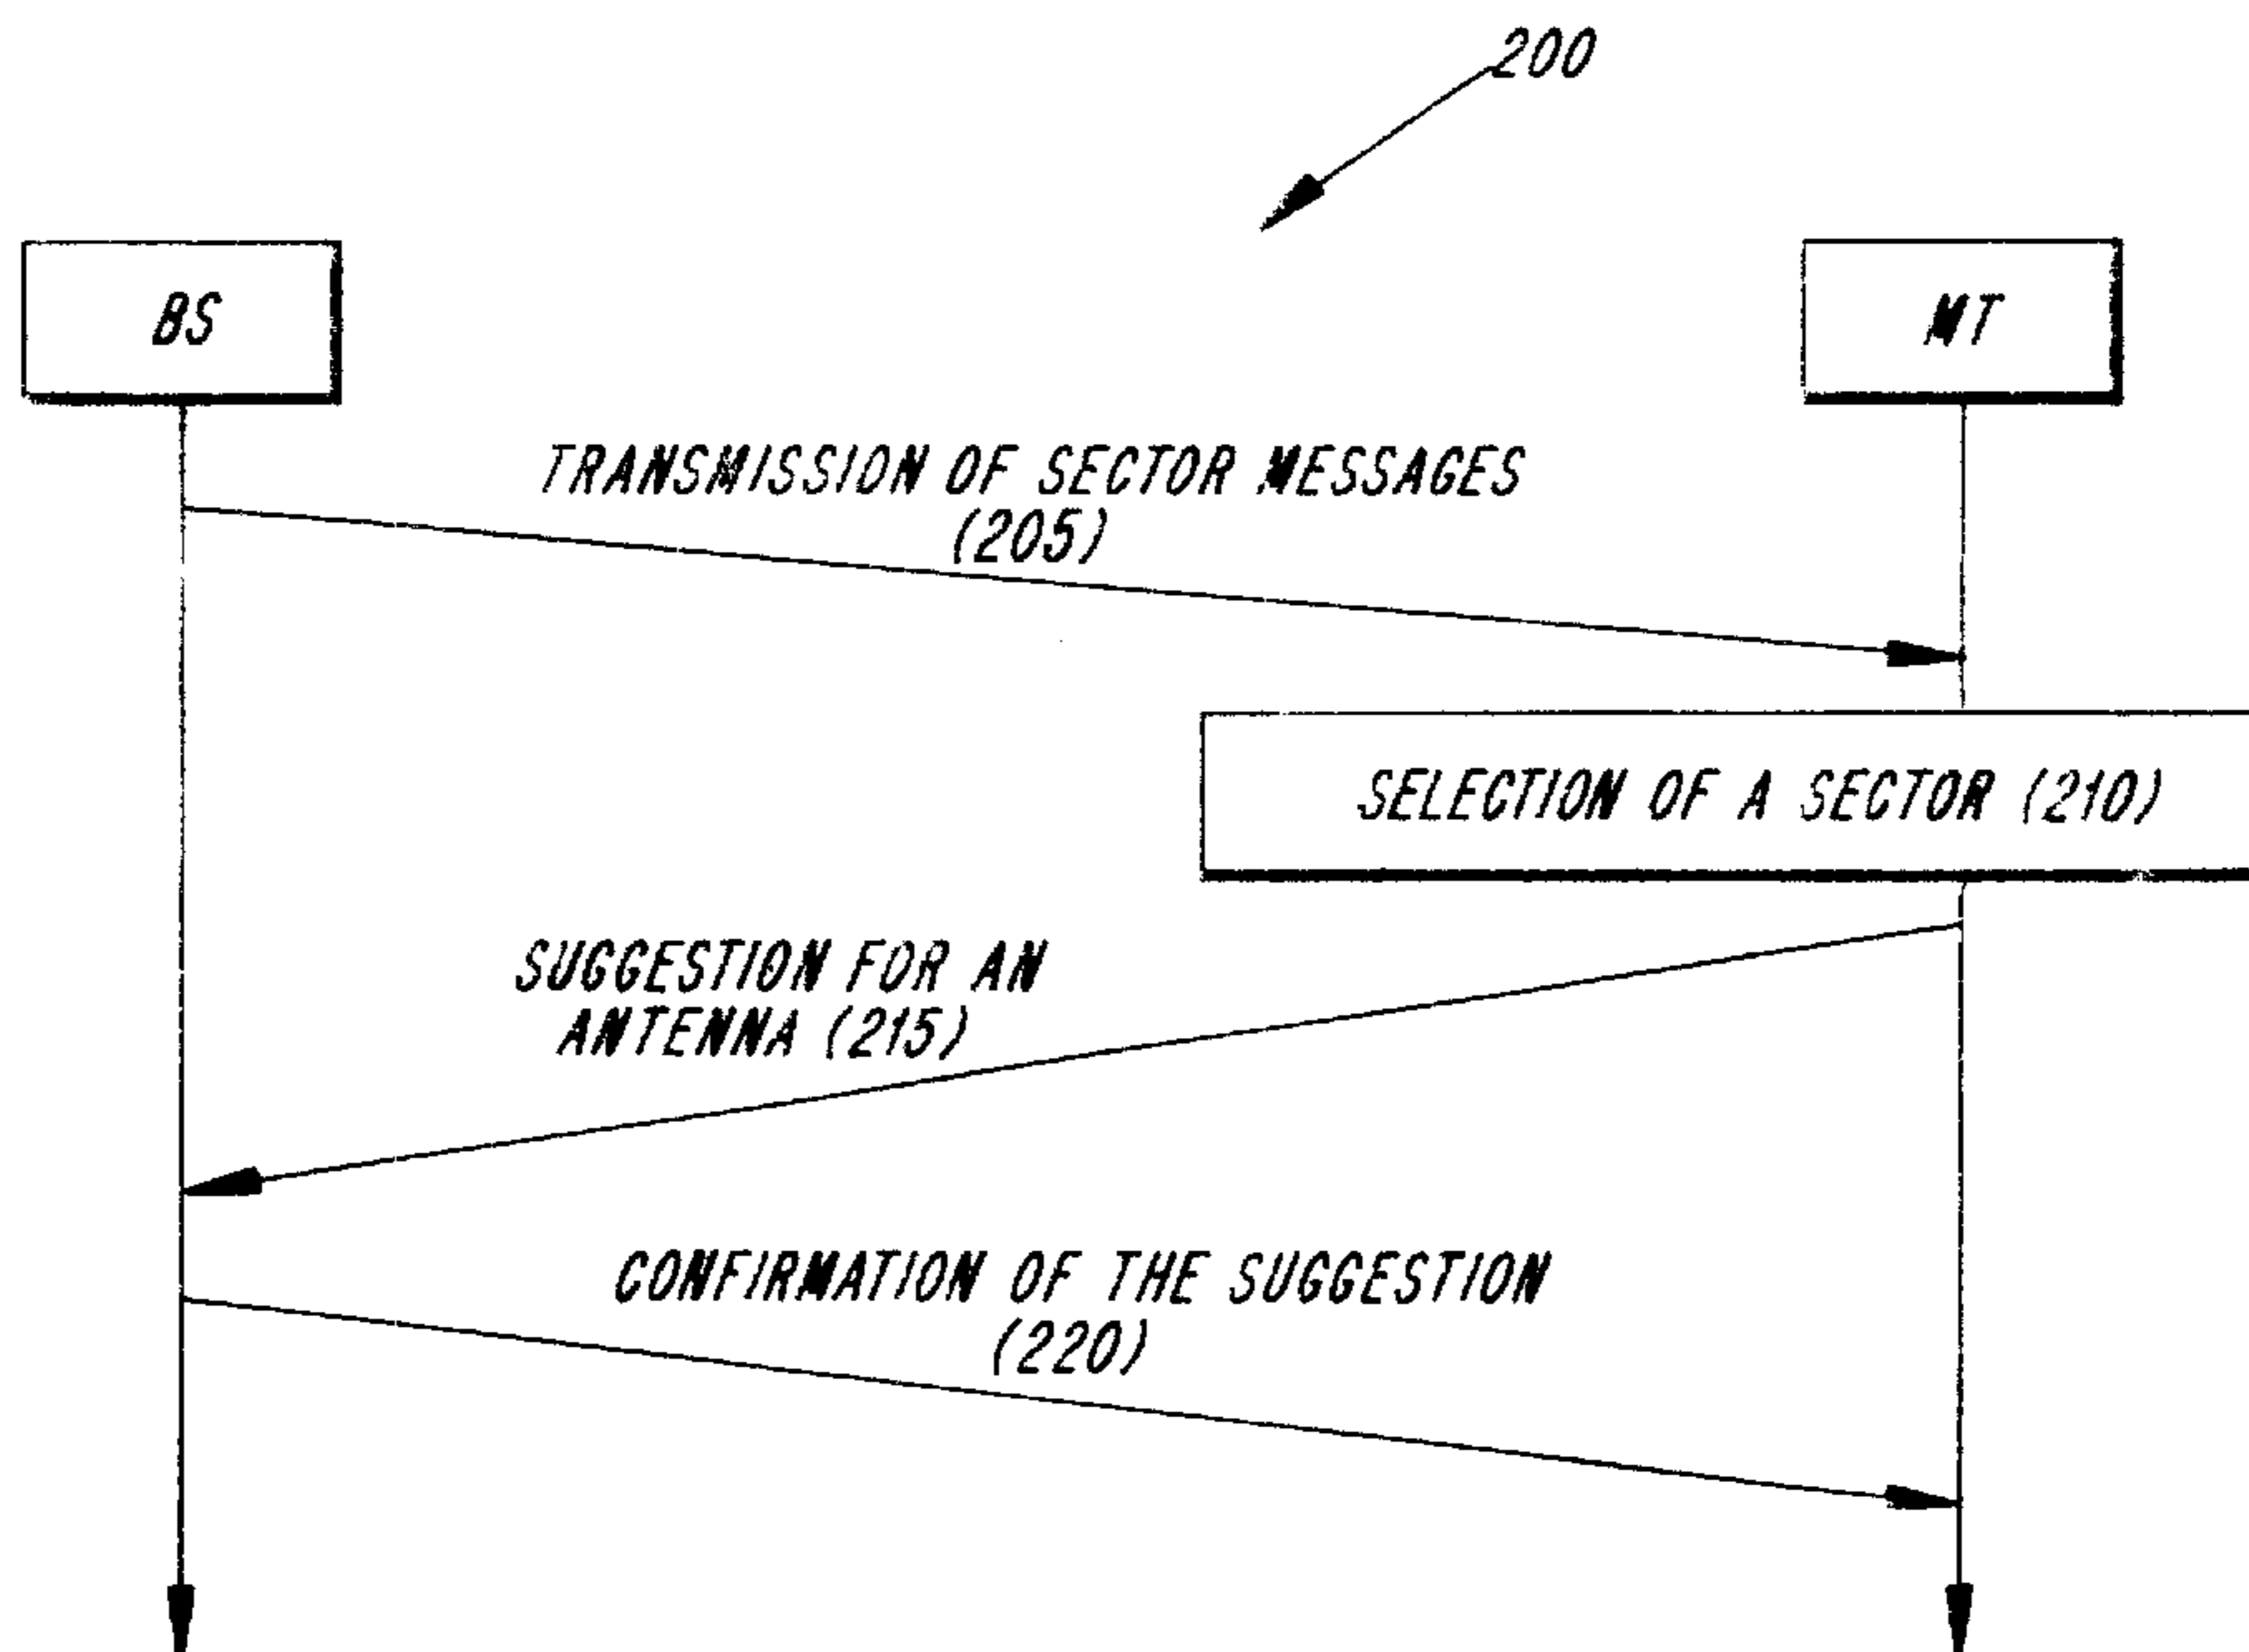 200
BS
MT
TRANSMISSION OF SECTOR MESSAGES
(205)
SELECTION OF A SECTOR (210)
SUGGESTION FOR AN
ANTENNA (215)
CONFIRMATION OF THE SUGGESTION
(220)